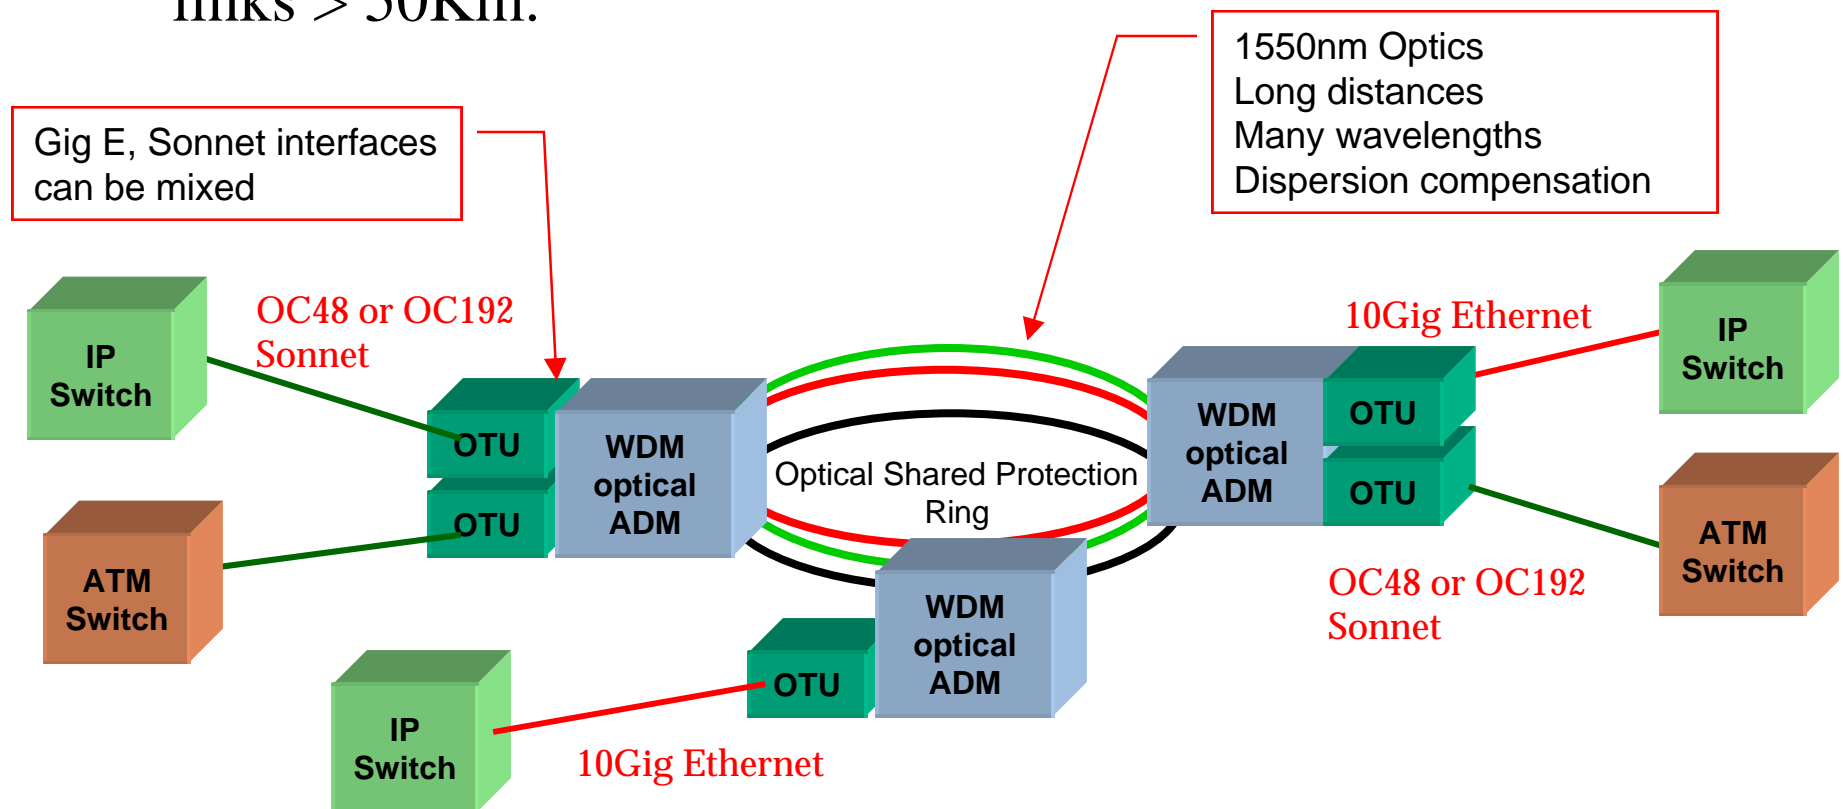 links > 50Km.
1550nm Optics
Long distances
Many wavelengths
Dispersion compensation
Gig E, Sonnet interfaces
can be mixed
OC48 or OC192
Sonnet
10Gig Ethernet
IP
Switch
IP
Switch
OTU
WDM
optical
ADM
OTU
WDM
optical
ADM
OTU
OTU
Optical Shared Protection
Ring
ATM
Switch
ATM
Switch
OC48 or OC192
Sonnet
WDM
optical
ADM
OTU
IP
Switch
10Gig Ethernet